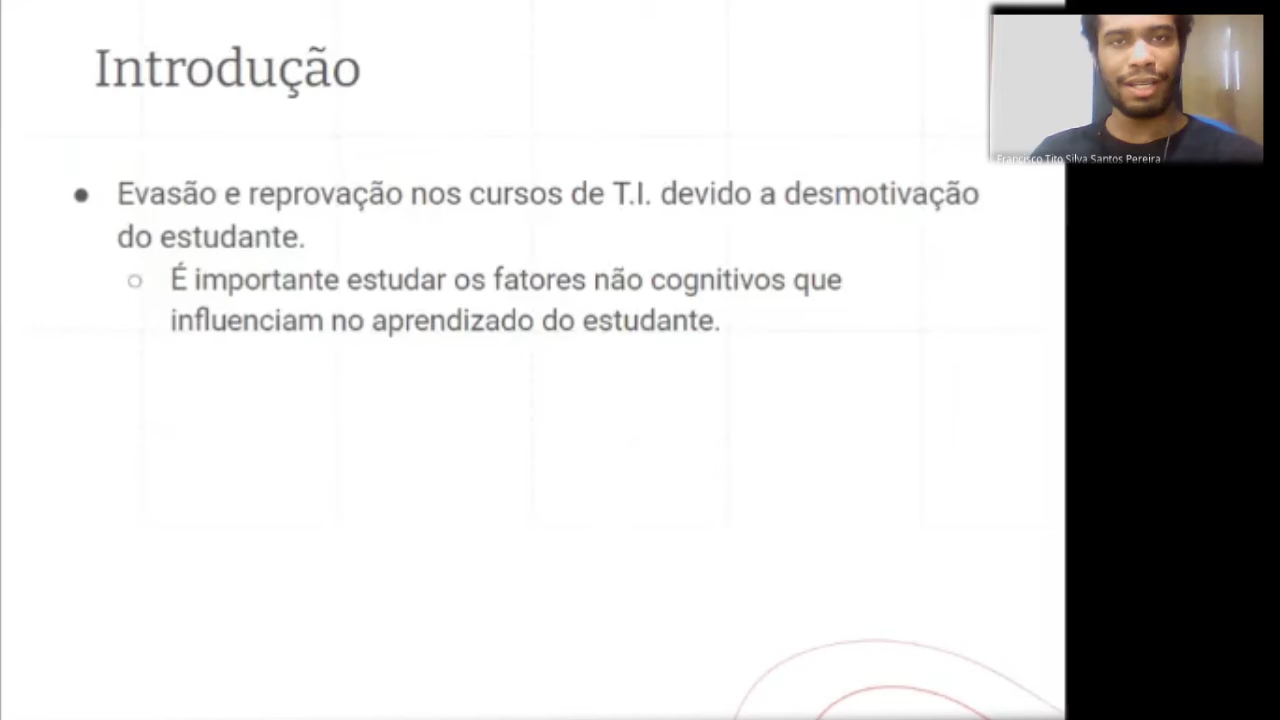 Introdução
Francisco Tito Silva Santos Pereira
● Evasão e reprovação nos cursos de T.I. devido a desmotivação
do estudante.
○ É importante estudar os fatores não cognitivos que
influenciam no aprendizado do estudante.